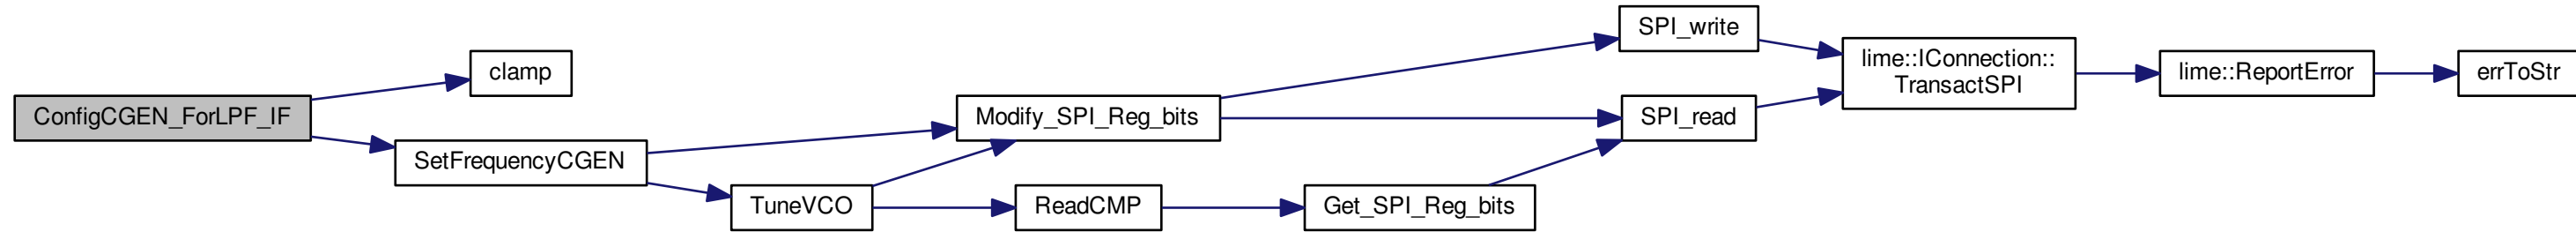 ConfigCGEN_ForLPF_IF
clamp
SetFrequencyCGEN
TuneVCO
Modify_SPI_Reg_bits
ReadCMP
Get_SPI_Reg_bits
SPI_write
SPI_read
lime::IConnection::
TransactSPI
lime::ReportError
errToStr